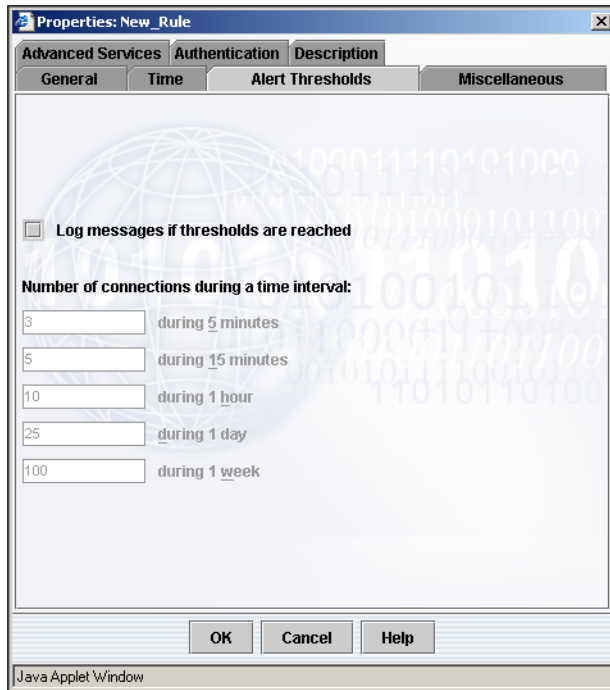 Properties: New_Rule
Advanced Services Authentication Description
General Time Alert Thresholds Miscellaneous
Log messages if thresholds are reached
Number of connections during a time interval:
3 during 5 minutes
5 during 15 minutes
10 during 1 hour
25 during 1 day
100 during 1 week
OK Cancel Help
Java Applet Window